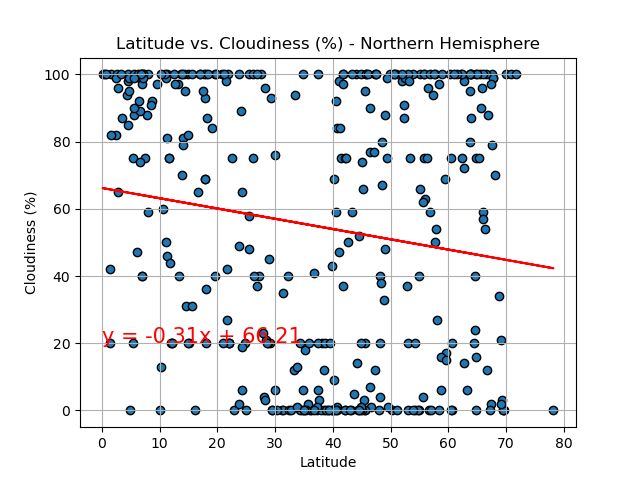 Latitude vs. Cloudiness (%) - Northern Hemisphere
100
80
60
40
20
0
Cloudiness (%)
y = -0.31x + 66.21
0 10 20 30 40 50 60 70 80
Latitude